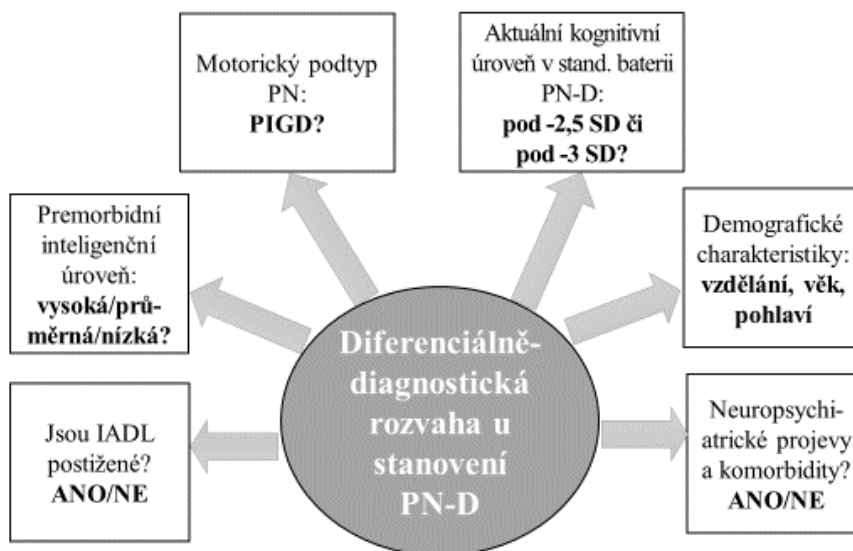 Motorický podtyp
PN:
PIGD?
Aktuální kognitivní
úroveň v stand. baterii
PN-D:
pod -2,5 SD či
pod -3 SD?
Premorbidní
inteligenční
úroveň:
vysoká/prů-
měrná/nízká?
Demografické
charakteristiky:
vzdělání, věk,
pohlaví
Diferenciálně-
diagnostická
rozvaha u
stanovení
PN-D
Jsou IADL
postižené?
ANO/NE
Neuropsychi-
atrické projevy
a komorbidity?
ANO/NE